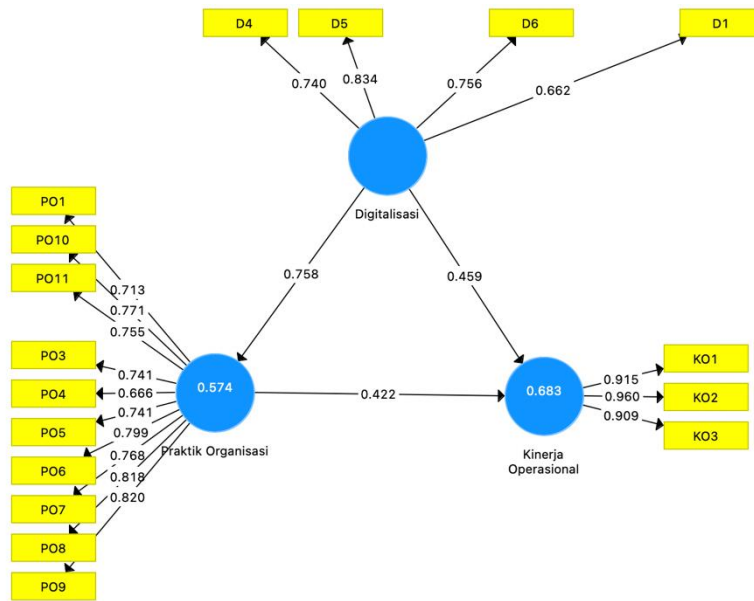 D4
D5
D6
D1
0.740
0.834
0.756
0.662
Digitalisasi
PO1
PO10
PO11
PO3
PO4
PO5
PO6
PO7
PO8
PO9
0.713
0.771
0.755
0.741
0.666
0.741
0.799
0.768
0.818
0.820
0.758
0.459
0.574
Praktik Organisasi
0.422
0.683
Kinerja
Operasional
0.915
0.960
0.909
KO1
KO2
KO3